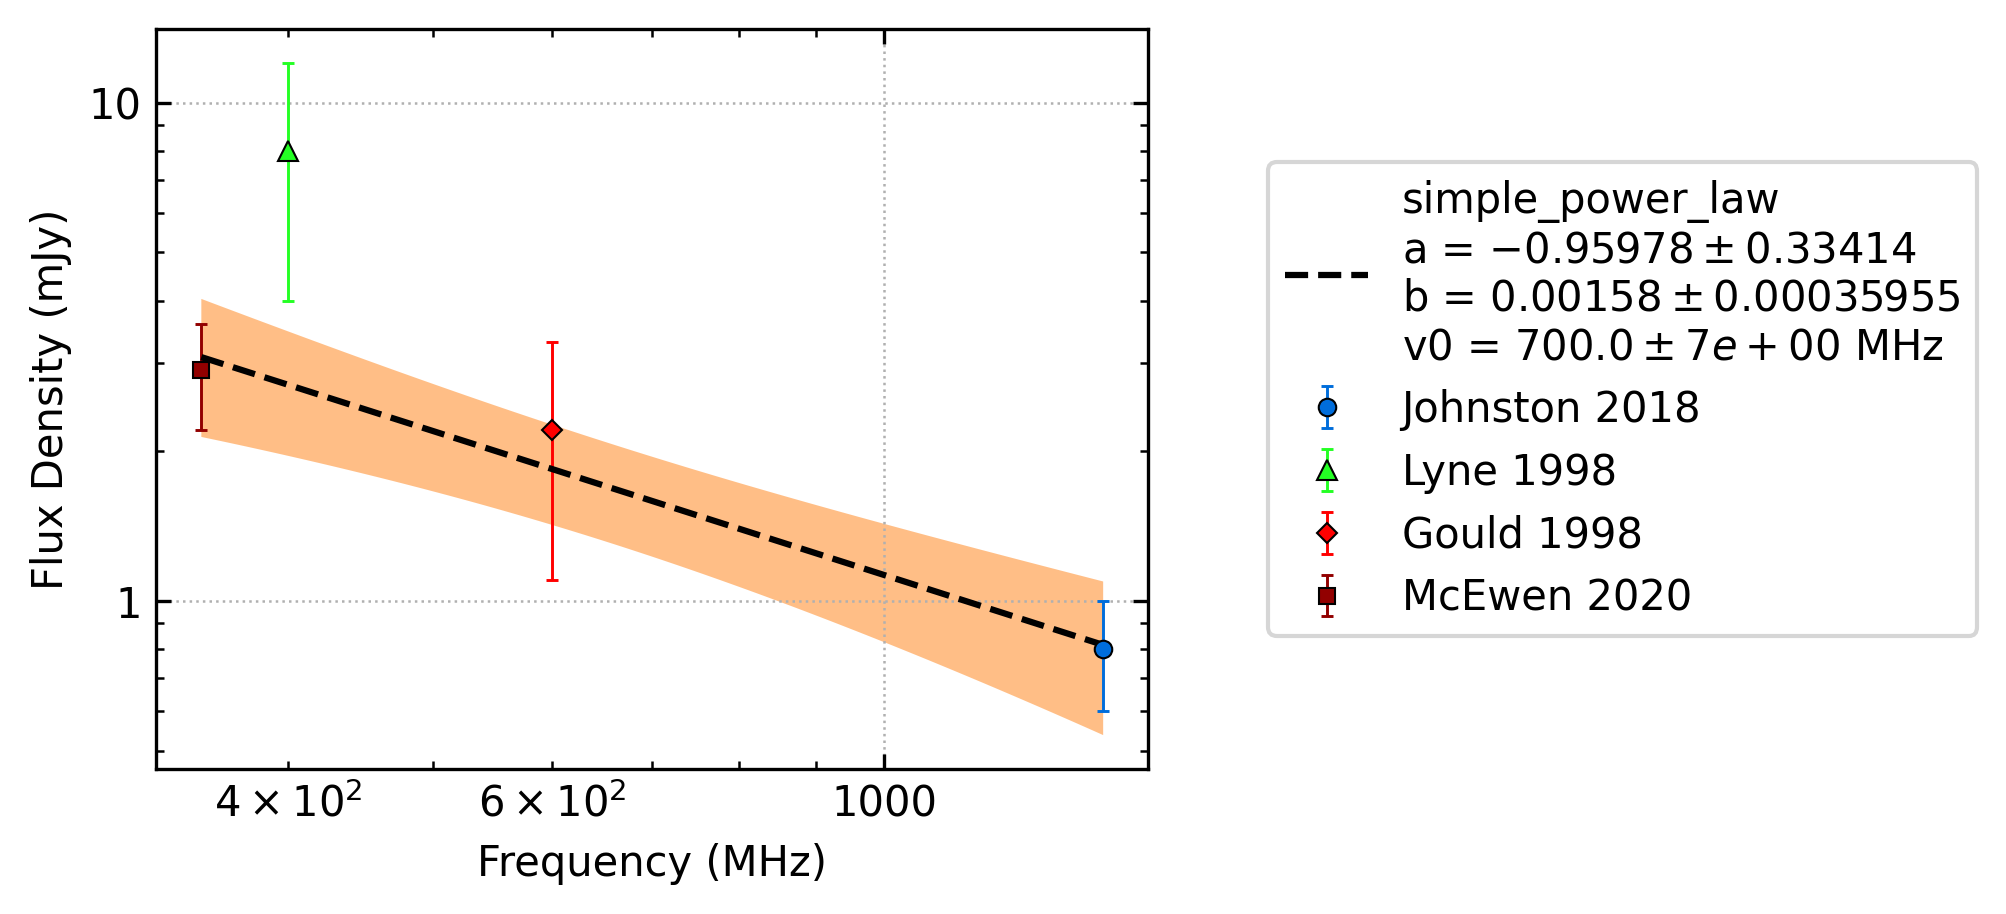 10
1
Flux Density (mJy)
4 × 10²
6 × 10²
1000
Frequency (MHz)
simple_power_law
a = −0.95978 ± 0.33414
b = 0.00158 ± 0.00035955
v0 = 700.0 ± 7e + 00 MHz
Johnston 2018
Lyne 1998
Gould 1998
McEwen 2020